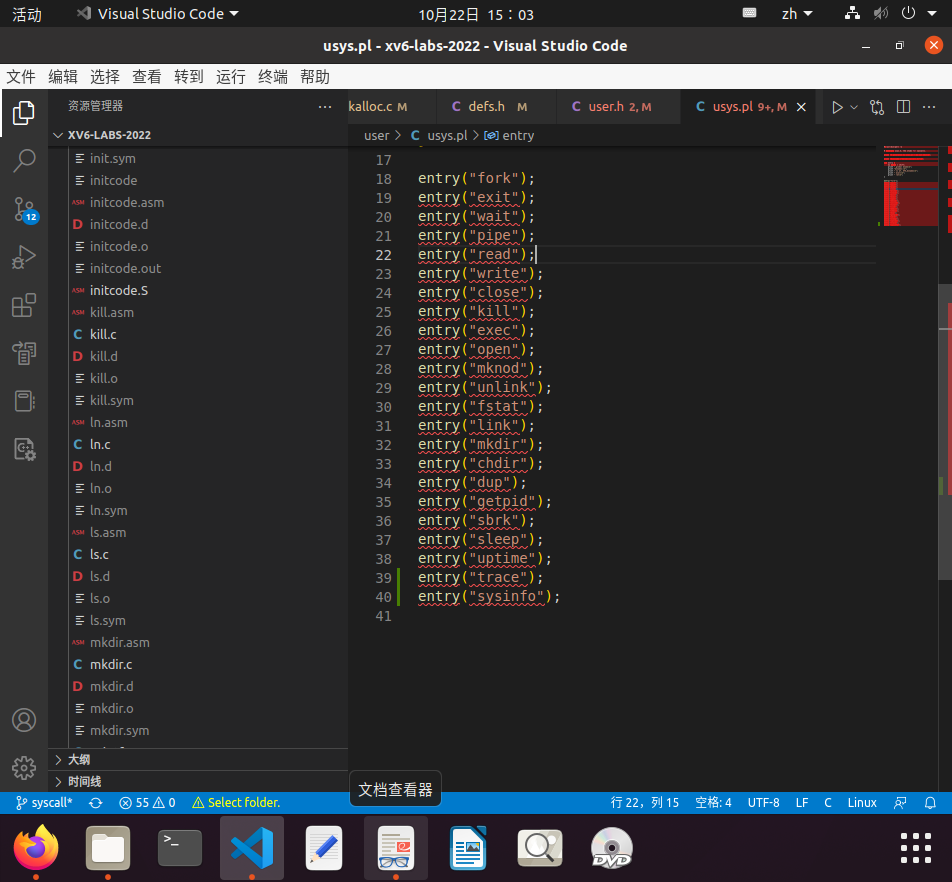 活动 Visual Studio Code 10月22日 15：03 zh
usys.pl - xv6-labs-2022 - Visual Studio Code
文件 编辑 选择 查看 转到 运行 终端 帮助
资源管理器 ···
kalloc.c M defs.h M user.h 2, M usys.pl 9+, M
XV6-LABS-2022
user > usys.pl > entry
init.sym
initcode
initcode.asm
initcode.d
initcode.o
initcode.out
initcode.S
kill.asm
kill.c
kill.d
kill.o
kill.sym
ln.asm
ln.c
ln.d
ln.o
ln.sym
ls.asm
ls.c
ls.d
ls.o
ls.sym
mkdir.asm
mkdir.c
mkdir.d
mkdir.o
mkdir.sym
大纲
时间线
12
17
18 entry("fork");
19 entry("exit");
20 entry("wait");
21 entry("pipe");
22 entry("read");
23 entry("write");
24 entry("close");
25 entry("kill");
26 entry("exec");
27 entry("open");
28 entry("mknod");
29 entry("unlink");
30 entry("fstat");
31 entry("link");
32 entry("mkdir");
33 entry("chdir");
34 entry("dup");
35 entry("getpid");
36 entry("sbrk");
37 entry("sleep");
38 entry("uptime");
39 entry("trace");
40 entry("sysinfo");
41
文档查看器
syscall* 55 0 Select folder. 行 22，列 15 空格: 4 UTF-8 LF C Linux
>_
DVD